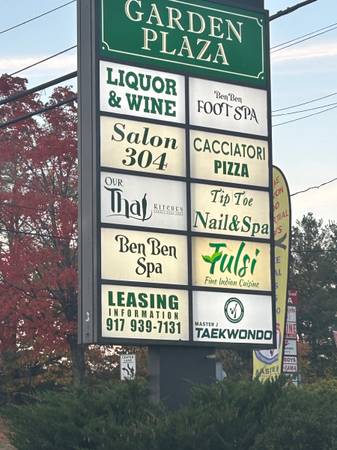 GARDEN
PLAZA
LIQUOR
& WINE
Ben Ben
FOOT SPA
Salon
304
CACCIATORI
PIZZA
OUR
Thai
KITCHEN
Tip Toe
Nail&Spa
Ben Ben
Spa
Tulsi
Fine Indian Cuisine
LEASING
INFORMATION
917 939-7131
MASTER J
TAEKWONDO